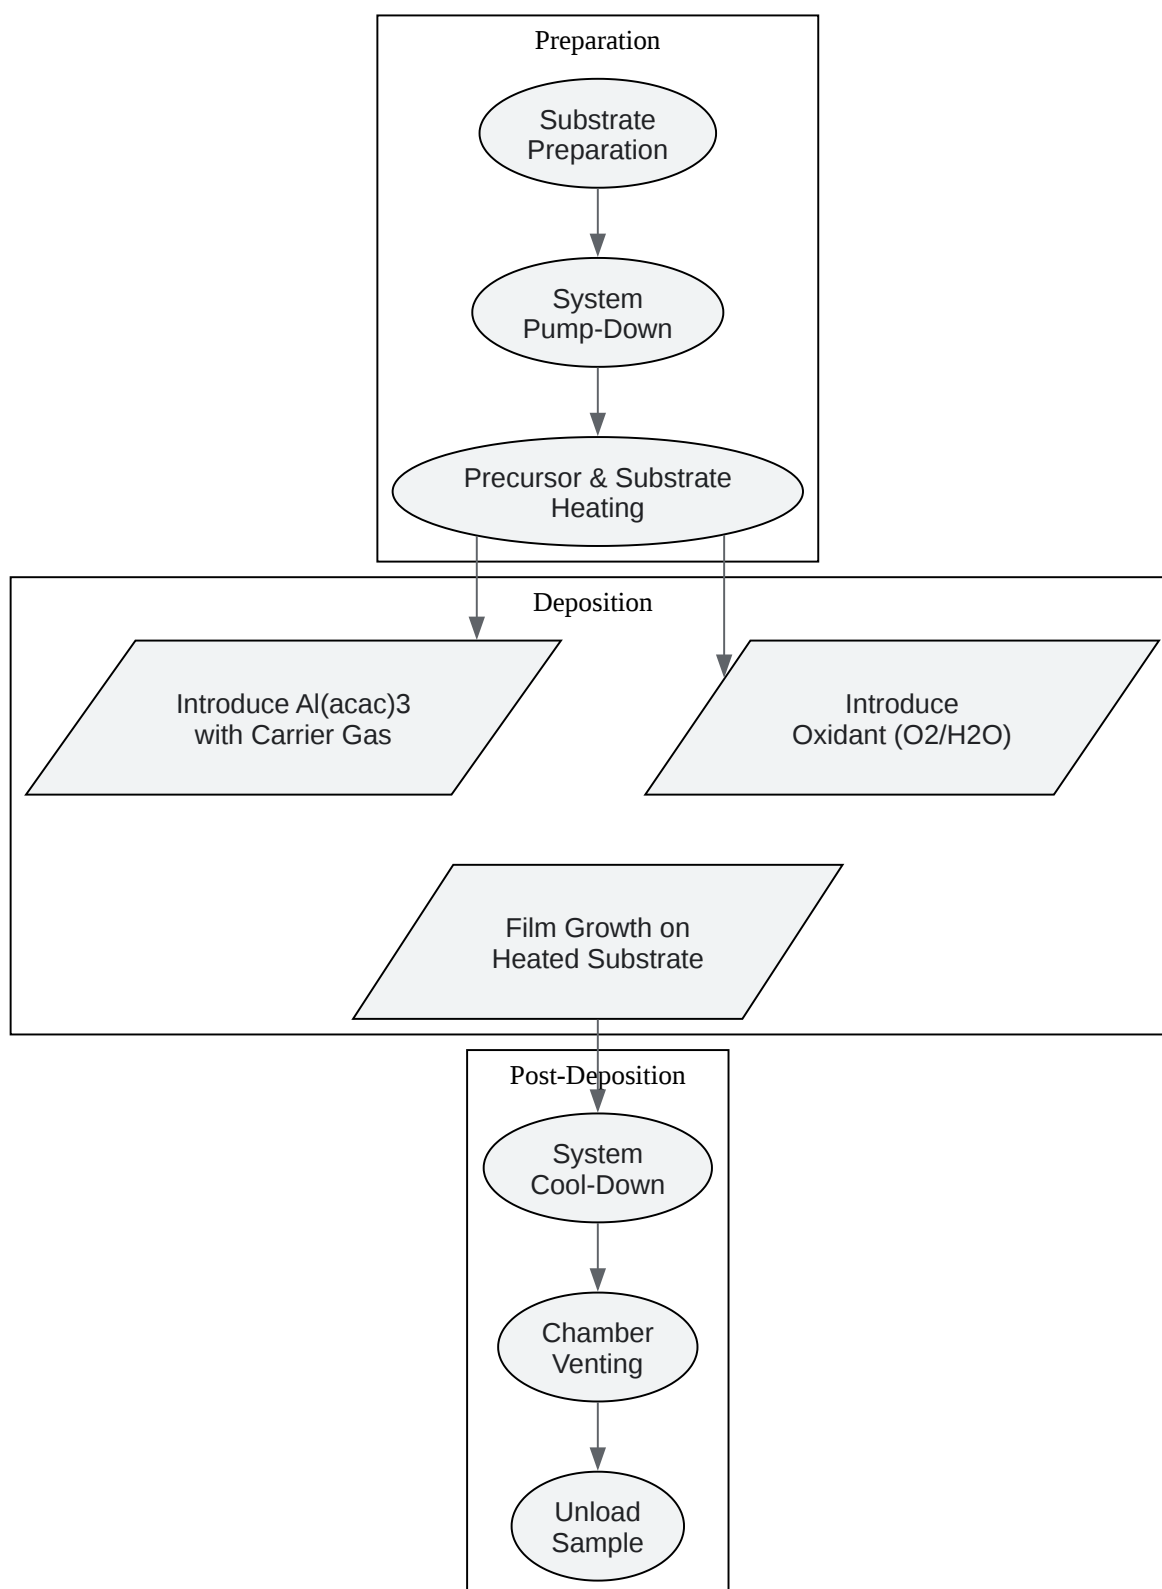 Preparation
Substrate
Preparation
System
Pump-Down
Precursor & Substrate
Heating
Deposition
Introduce Al(acac)3
with Carrier Gas
Introduce
Oxidant (O2/H2O)
Film Growth on
Heated Substrate
Post-Deposition
System
Cool-Down
Chamber
Venting
Unload
Sample